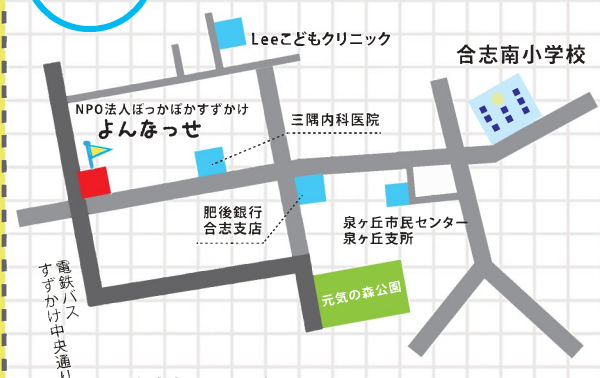 Leeこどもクリニック
合志南小学校
NPO法人ぽっかぽかすずかけ
よんなっせ
三隅内科医院
肥後銀行
合志支店
泉ヶ丘市民センター
泉ヶ丘支所
元気の森公園
電鉄バス
すずかけ中央通り